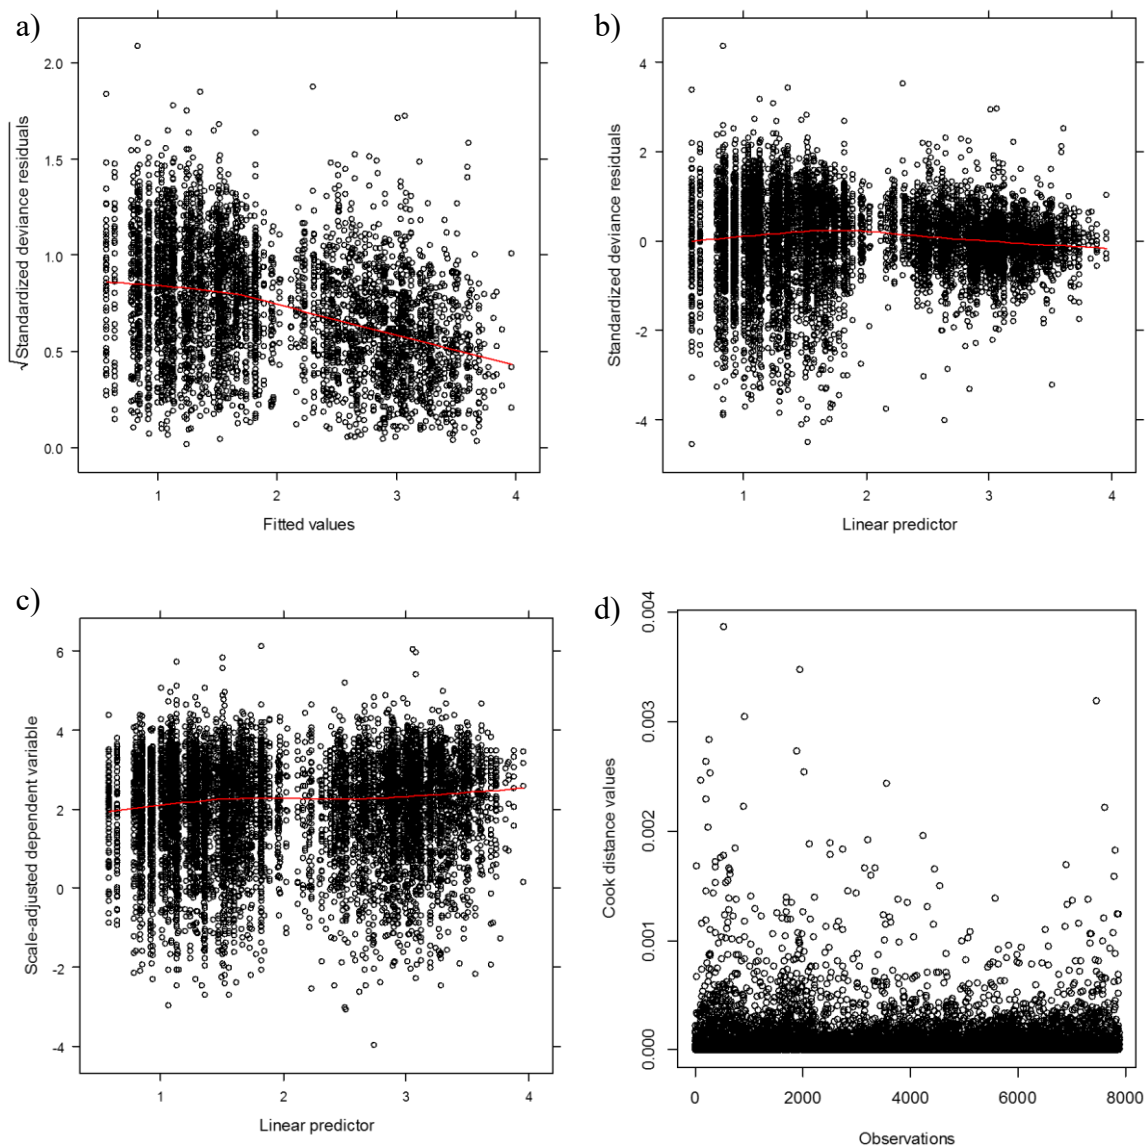 a)
2.0
1.5
1.0
0.5
0.0
√Standardized deviance residuals
1 2 3 4
Fitted values
b)
4
2
0
-2
-4
Standardized deviance residuals
1 2 3 4
Linear predictor
c)
6
4
2
0
-2
-4
Scale-adjusted dependent variable
1 2 3 4
Linear predictor
d)
0.004
0.003
0.002
0.001
0.000
Cook distance values
0 2000 4000 6000 8000
Observations